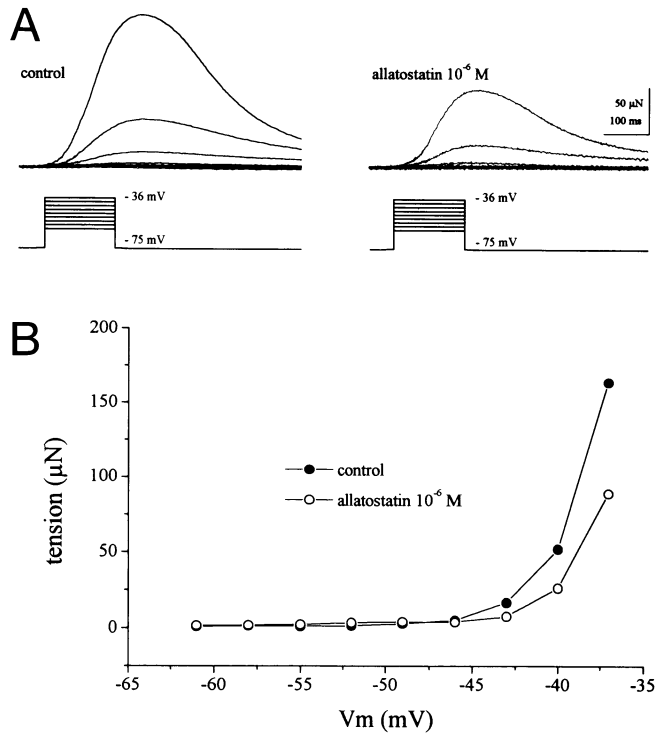 A
control
allatostatin 10⁻⁶ M
50 µN
100 ms
- 36 mV
- 75 mV
- 36 mV
- 75 mV
B
200
150
100
50
0
tension (µN)
control
allatostatin 10⁻⁶ M
-65 -60 -55 -50 -45 -40 -35
Vm (mV)